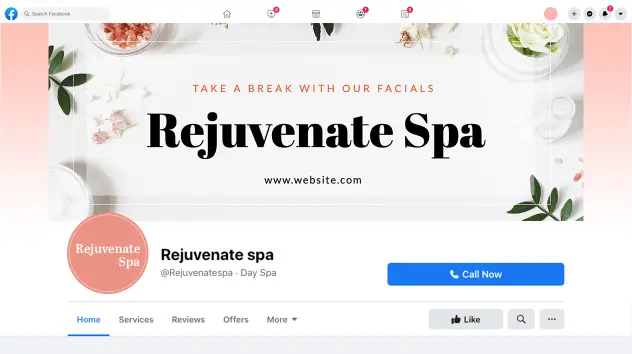 Search Facebook
TAKE A BREAK WITH OUR FACIALS
Rejuvenate Spa
www.website.com
Rejuvenate
Spa
Rejuvenate spa
@Rejuvenatespa · Day Spa
Call Now
Home Services Reviews Offers More
Like